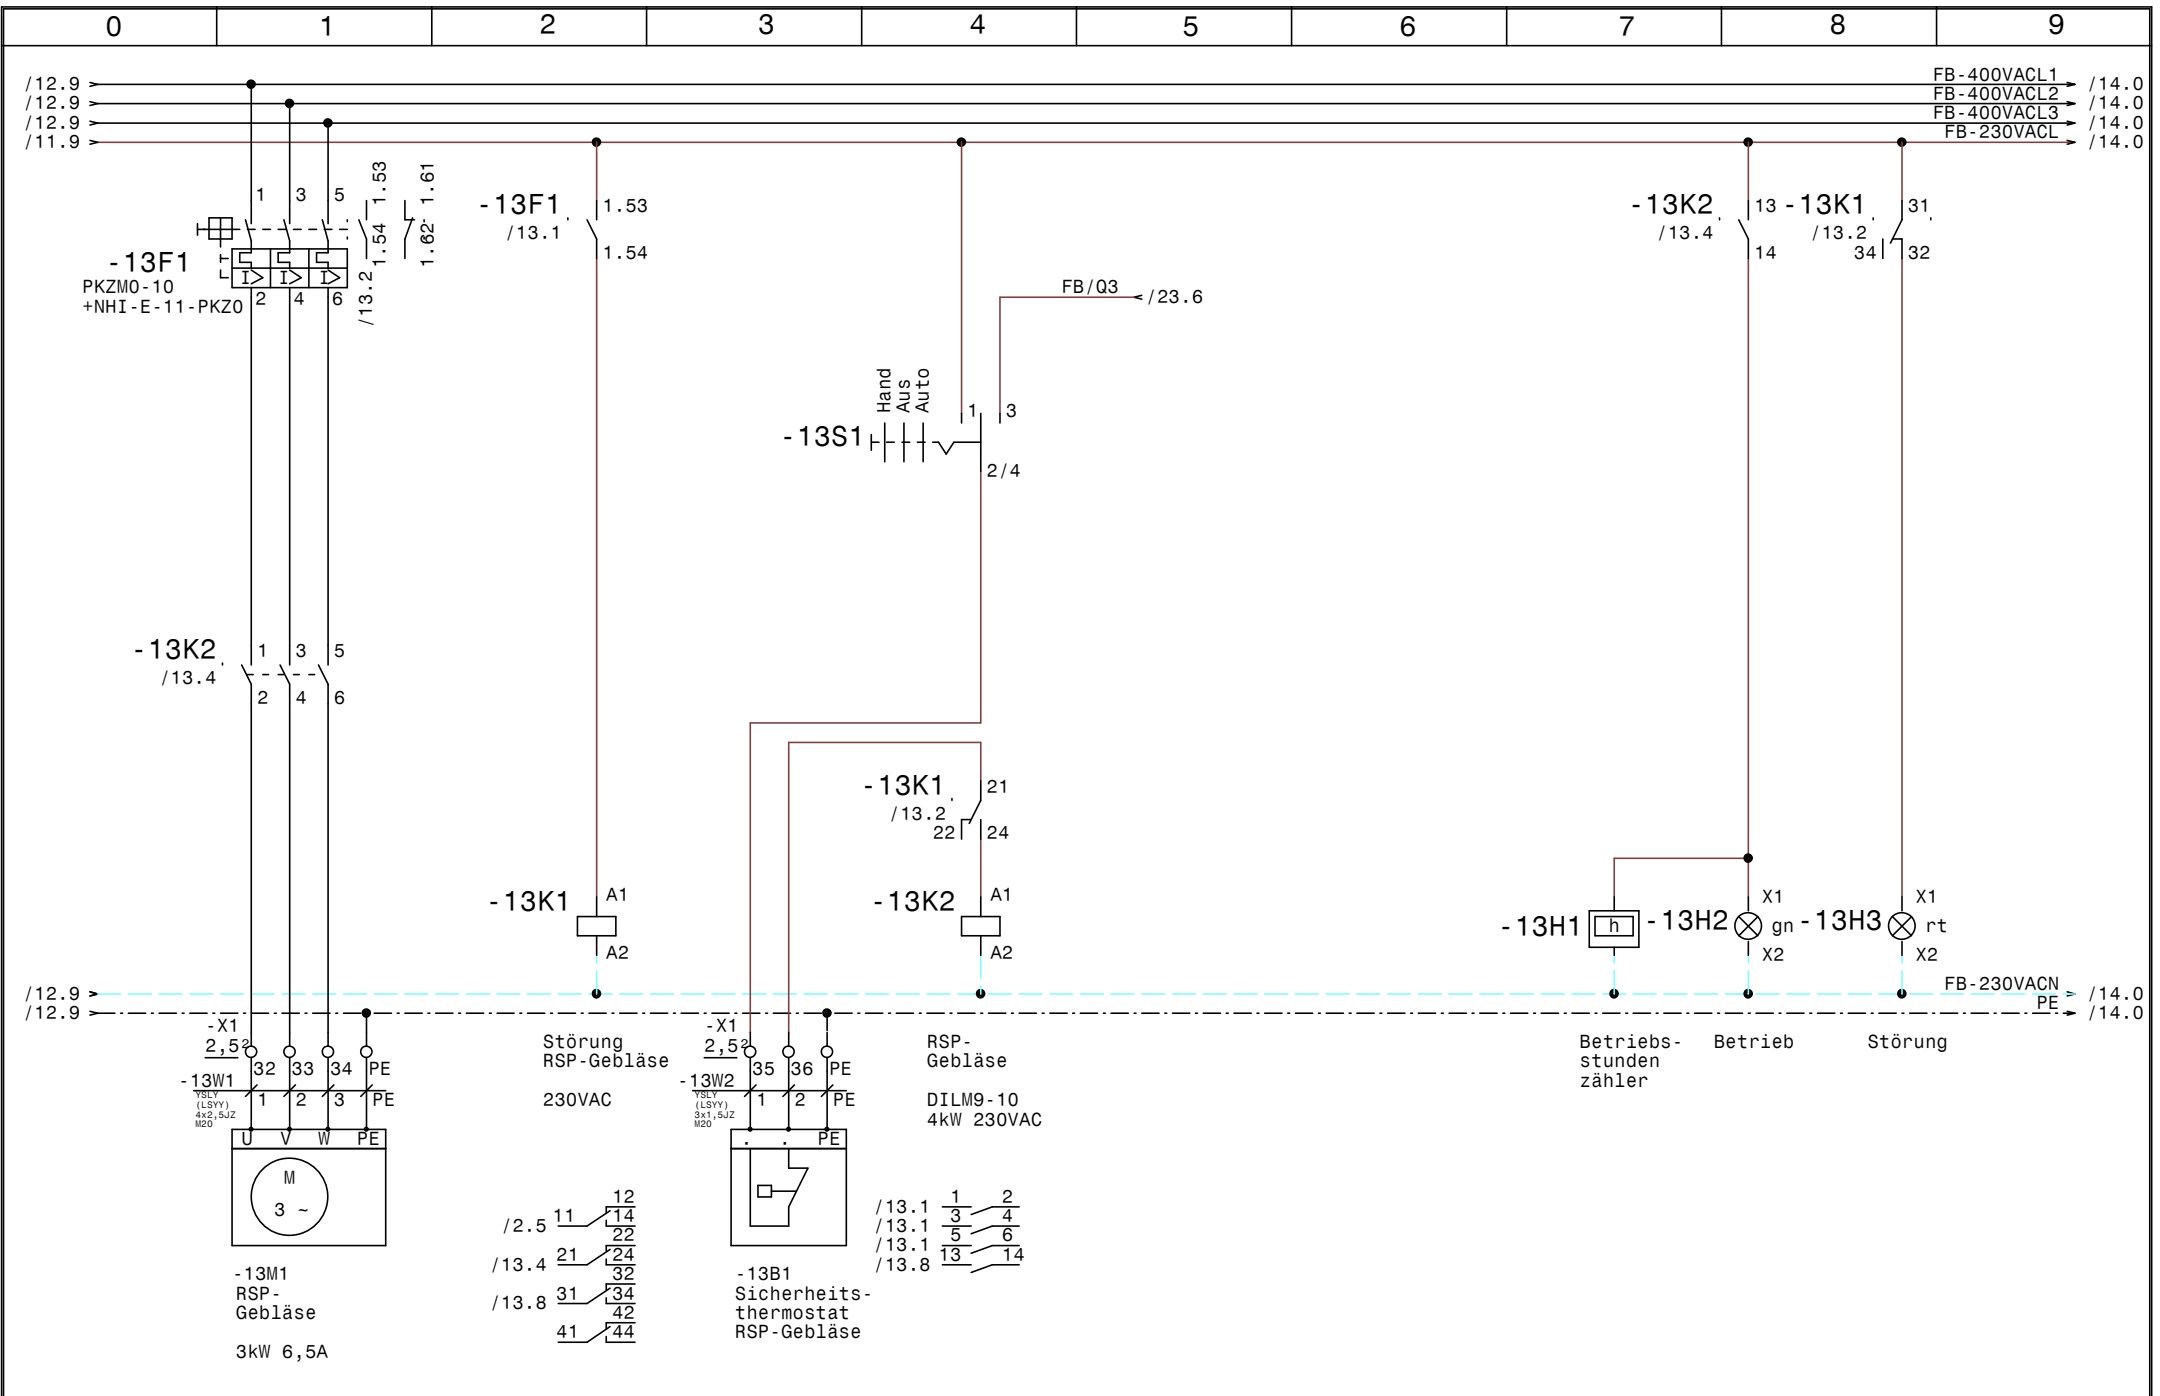 0 1 2 3 4 5 6 7 8 9
/12.9 FB-400VACL1 /14.0
/12.9 FB-400VACL2 /14.0
/12.9 FB-400VACL3 /14.0
/11.9 FB-230VACL /14.0
1 3 5 1.53 1.61
1.54 1.62
-13F1
PKZM0-10
+NHI-E-11-PKZ0
I> I> I>
2 4 6 /13.2
-13F1 1.53
/13.1
1.54
-13K2 13
/13.4
14
-13K1 31
/13.2
34 32
FB/Q3 /23.6
Hand
Aus
Auto
1 3
-13S1
2/4
-13K2 1 3 5
/13.4
2 4 6
-13K1 21
/13.2
22 24
-13K1 A1
A2
-13K2 A1
A2
-13H1 h
-13H2 X1
gn
X2
-13H3 X1
rt
X2
/12.9 FB-230VACN /14.0
/12.9 PE /14.0
-X1
2,5²
32 33 34 PE
-13W1
YSLY
(LSYY)
4x2,5JZ
M20
1 2 3 PE
U V W PE
M
3 ~
-13M1
RSP-
Gebläse
3kW 6,5A
Störung
RSP-Gebläse
230VAC
12
/2.5 11 14
22
/13.4 21 24
32
/13.8 31 34
42
41 44
-X1
2,5²
35 36 PE
-13W2
YSLY
(LSYY)
3x1,5JZ
M20
1 2 PE
. . PE
-13B1
Sicherheits-
thermostat
RSP-Gebläse
RSP-
Gebläse
DILM9-10
4kW 230VAC
/13.1 1 2
/13.1 3 4
/13.1 5 6
/13.8 13 14
Betriebs-
stunden
zähler
Betrieb
Störung